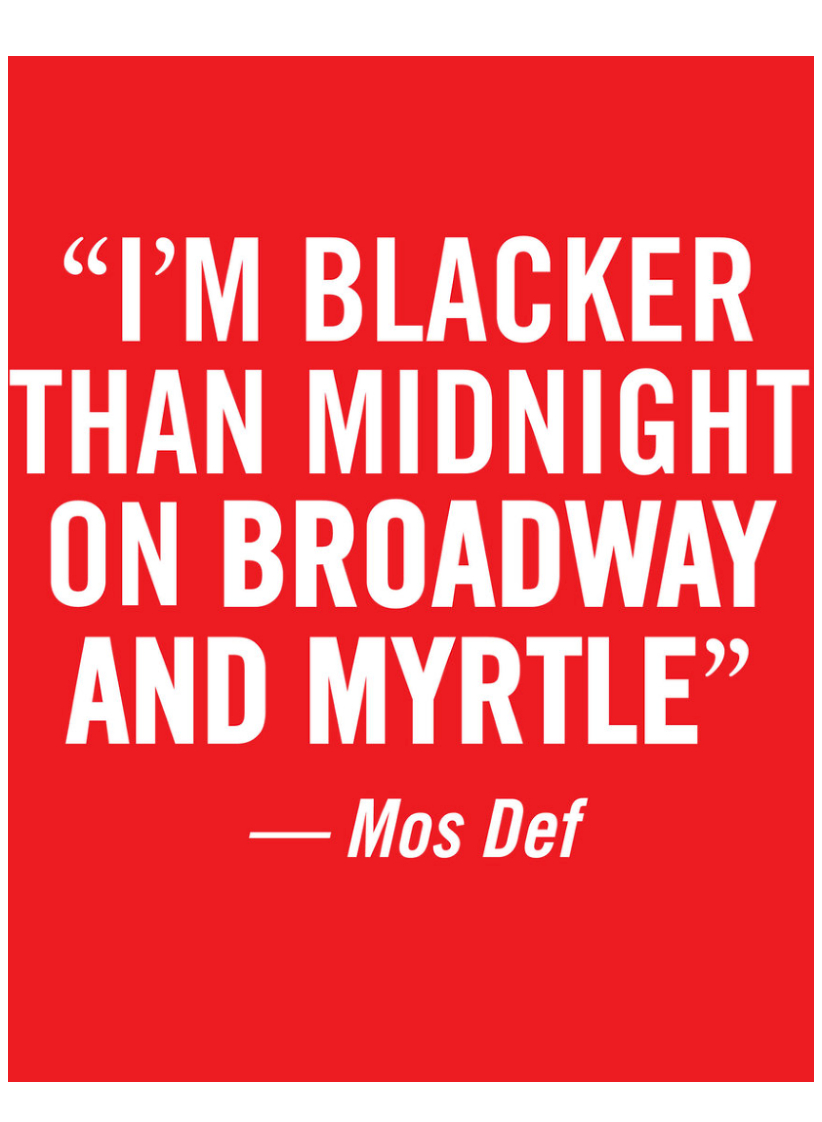 “I’M BLACKER
THAN MIDNIGHT
ON BROADWAY
AND MYRTLE”
— Mos Def